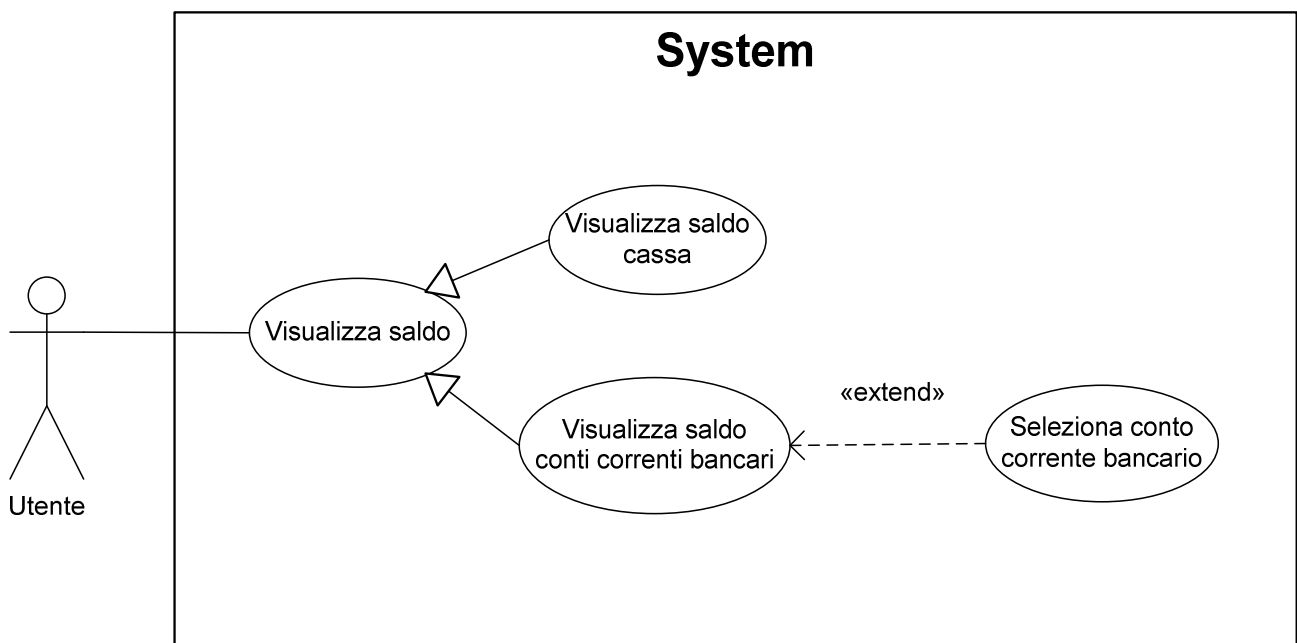 System
Visualizza saldo
cassa
Visualizza saldo
Visualizza saldo
conti correnti bancari
«extend»
Seleziona conto
corrente bancario
Utente